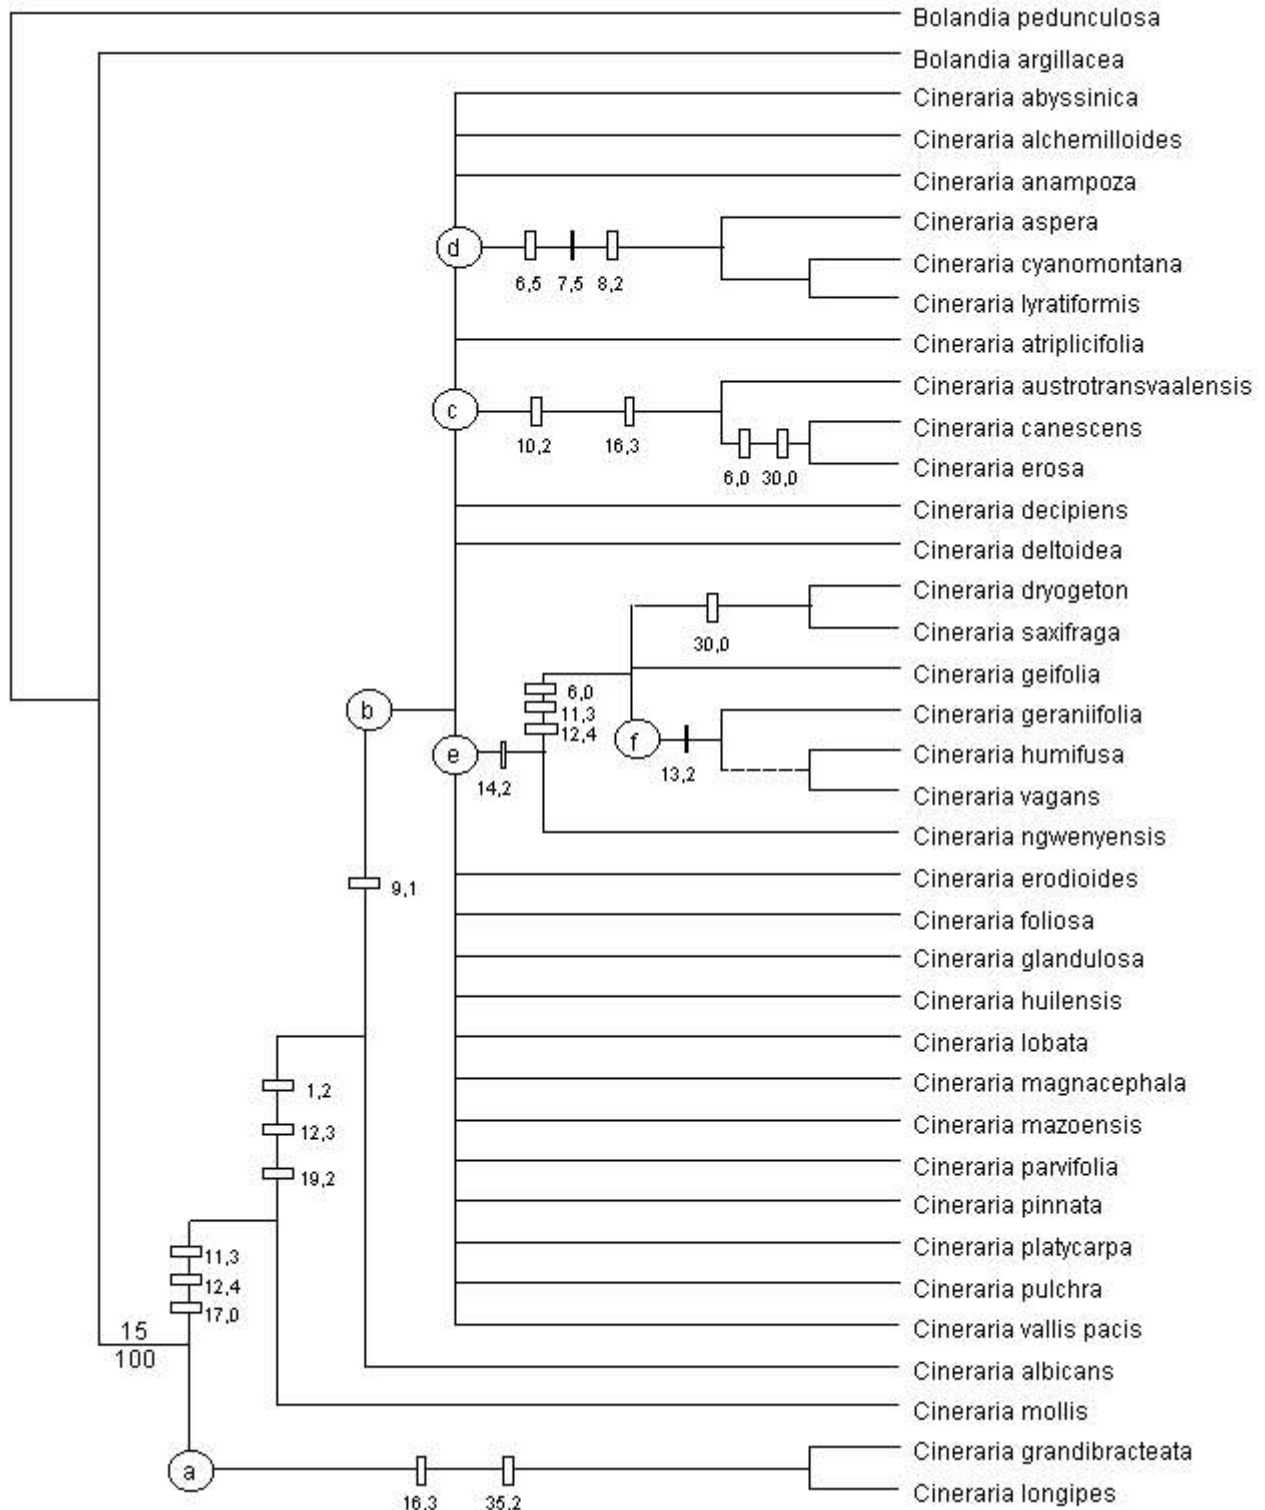 Bolandia pedunculosa
Bolandia argillacea
Cineraria abyssinica
Cineraria alchemilloides
Cineraria anampoza
Cineraria aspera
d
6,5 7,5 8,2
Cineraria cyanomontana
Cineraria lyratiformis
Cineraria atriplicifolia
Cineraria austrotransvaalensis
c
10,2 16,3
Cineraria canescens
6,0 30,0
Cineraria erosa
Cineraria decipiens
Cineraria deltoidea
Cineraria dryogeton
Cineraria saxifraga
30,0
Cineraria geifolia
6,0
11,3
12,4
b
Cineraria geraniifolia
f
e
13,2
14,2
Cineraria humifusa
Cineraria vagans
Cineraria ngwenyensis
Cineraria erodioides
9,1
Cineraria foliosa
Cineraria glandulosa
Cineraria huilensis
Cineraria lobata
1,2
Cineraria magnacephala
12,3
Cineraria mazoensis
19,2
Cineraria parvifolia
Cineraria pinnata
11,3
Cineraria platycarpa
12,4
Cineraria pulchra
17,0
15
100
Cineraria vallis pacis
Cineraria albicans
Cineraria mollis
Cineraria grandibracteata
a
16,3 35,2
Cineraria longipes